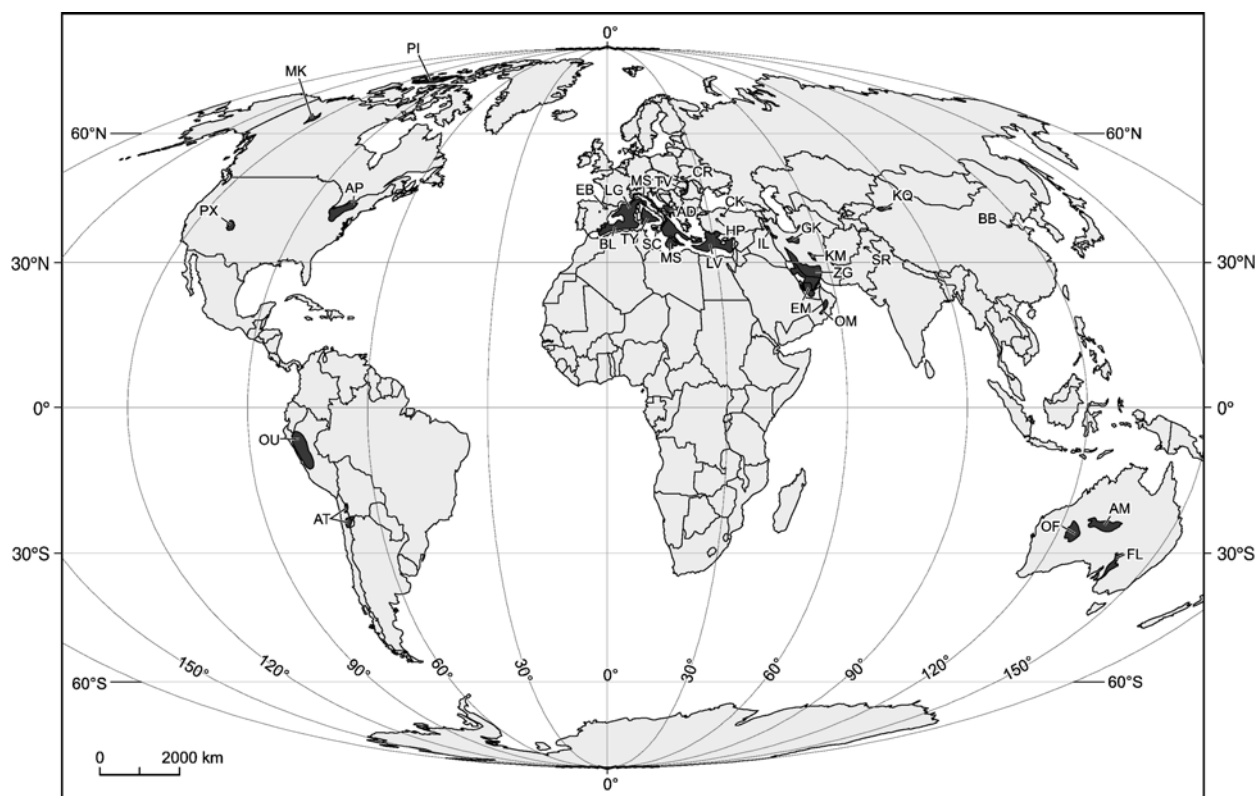 0°
PI
MK
60°N
60°N
AP
PX
EB
LG
MS
TV
CR
AD
CK
KQ
BB
BL
TY
SC
HP
IL
GK
MS
LV
KM
SR
ZG
30°N
30°N
EM
OM
0°
0°
OU
AT
OF
AM
FL
30°S
30°S
150°
120°
90°
60°
30°
0°
30°
60°
90°
120°
150°
60°S
60°S
0 2000 km
0°